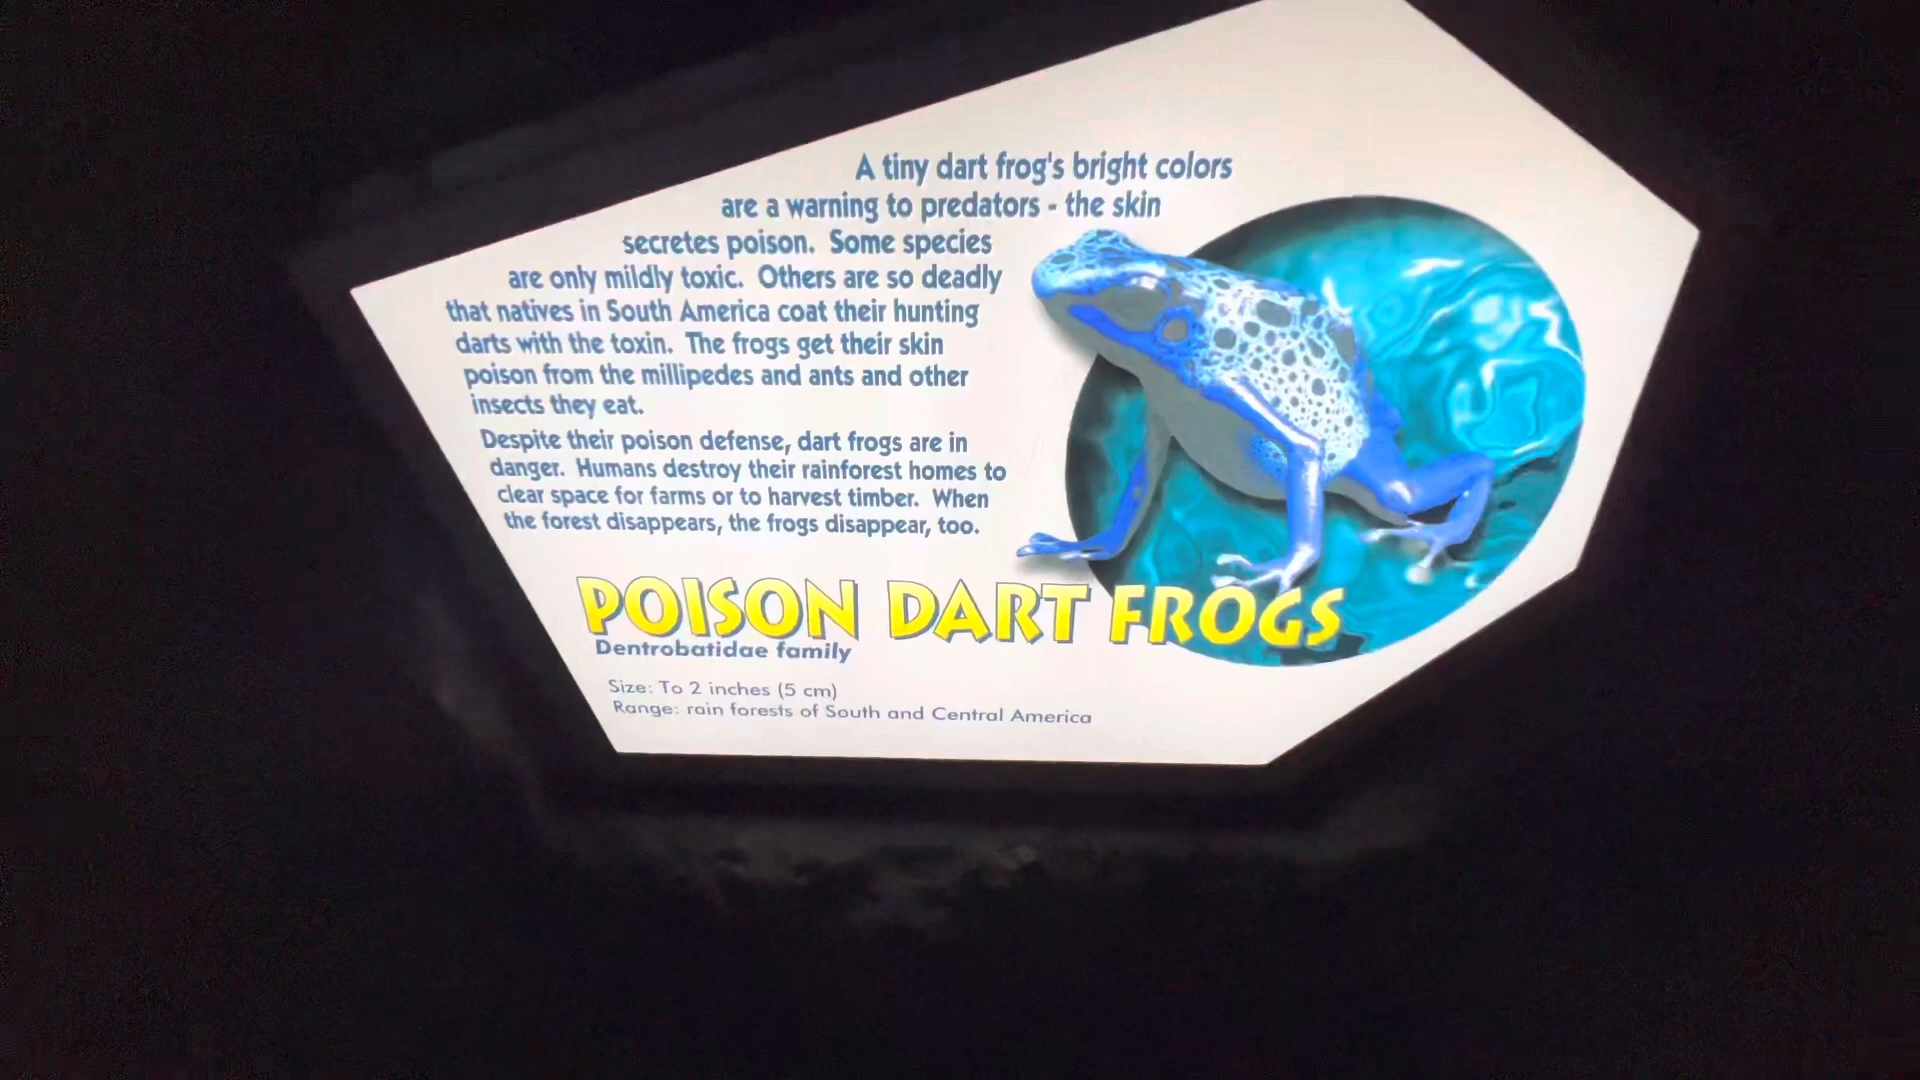 A tiny dart frog's bright colors
are a warning to predators - the skin
secretes poison. Some species
are only mildly toxic. Others are so deadly
that natives in South America coat their hunting
darts with the toxin. The frogs get their skin
poison from the millipedes and ants and other
insects they eat.
Despite their poison defense, dart frogs are in
danger. Humans destroy their rainforest homes to
clear space for farms or to harvest timber. When
the forest disappears, the frogs disappear, too.
POISON DART FROGS
Dentrobatidae family
Size: To 2 inches (5 cm)
Range: rain forests of South and Central America